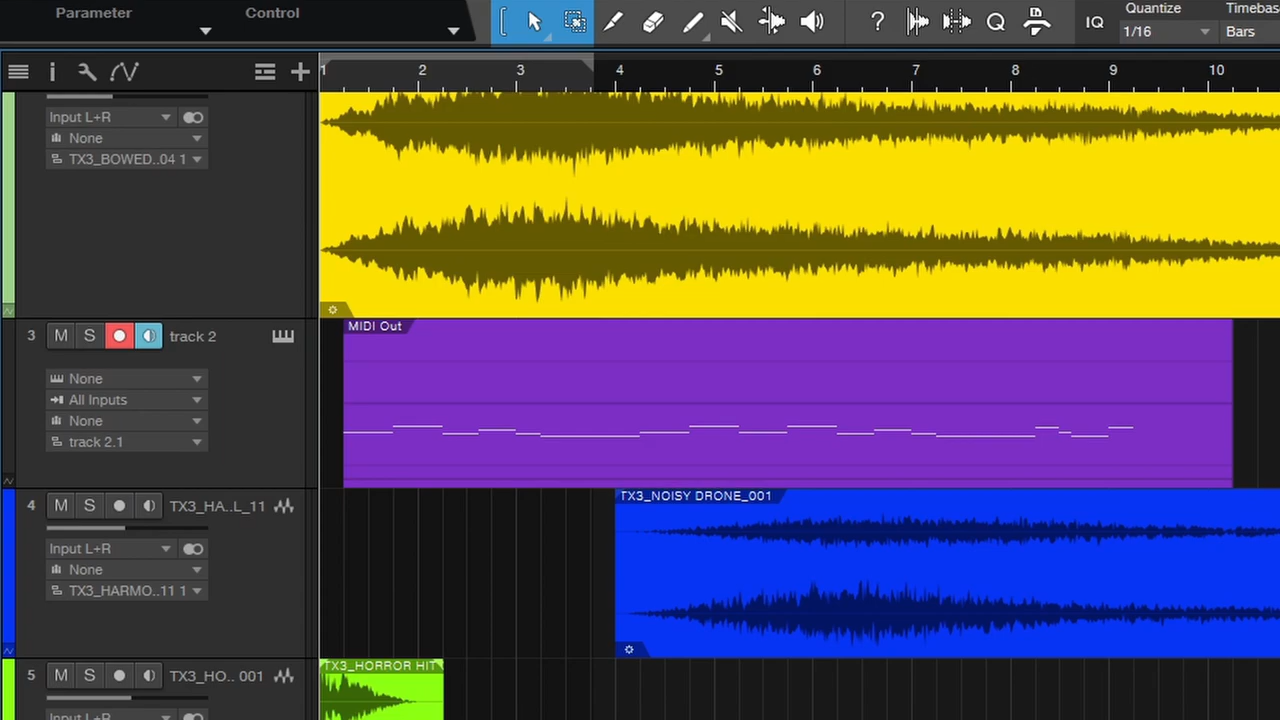 Parameter Control
? IQ Quantize Timebas
1/16 Bars
i 1 2 3 4 5 6 7 8 9 10
Input L+R
None
TX3_BOWED..04 1
3 M S track 2 MIDI Out
None
All Inputs
None
track 2.1
4 M S TX3_HA..L_11 TX3_NOISY DRONE_001
Input L+R
None
TX3_HARMO..11 1
5 M S TX3_HO.. 001 TX3_HORROR HIT
Input L+R